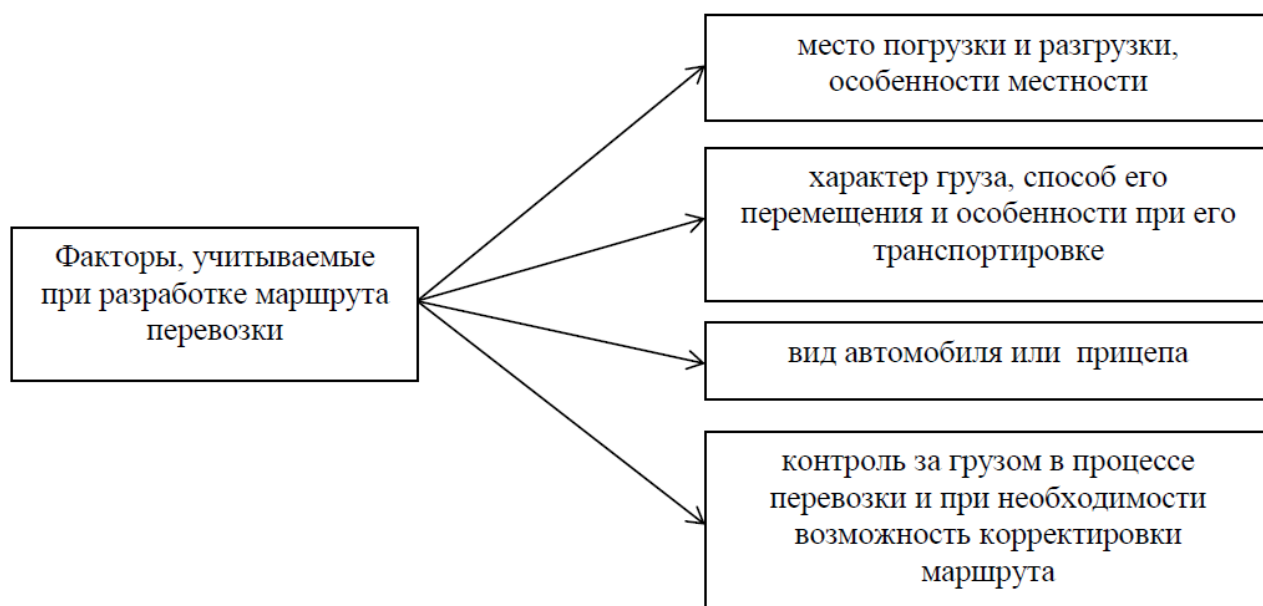 Факторы, учитываемые
при разработке маршрута
перевозки
место погрузки и разгрузки,
особенности местности
характер груза, способ его
перемещения и особенности при его
транспортировке
вид автомобиля или прицепа
контроль за грузом в процессе
перевозки и при необходимости
возможность корректировки
маршрута